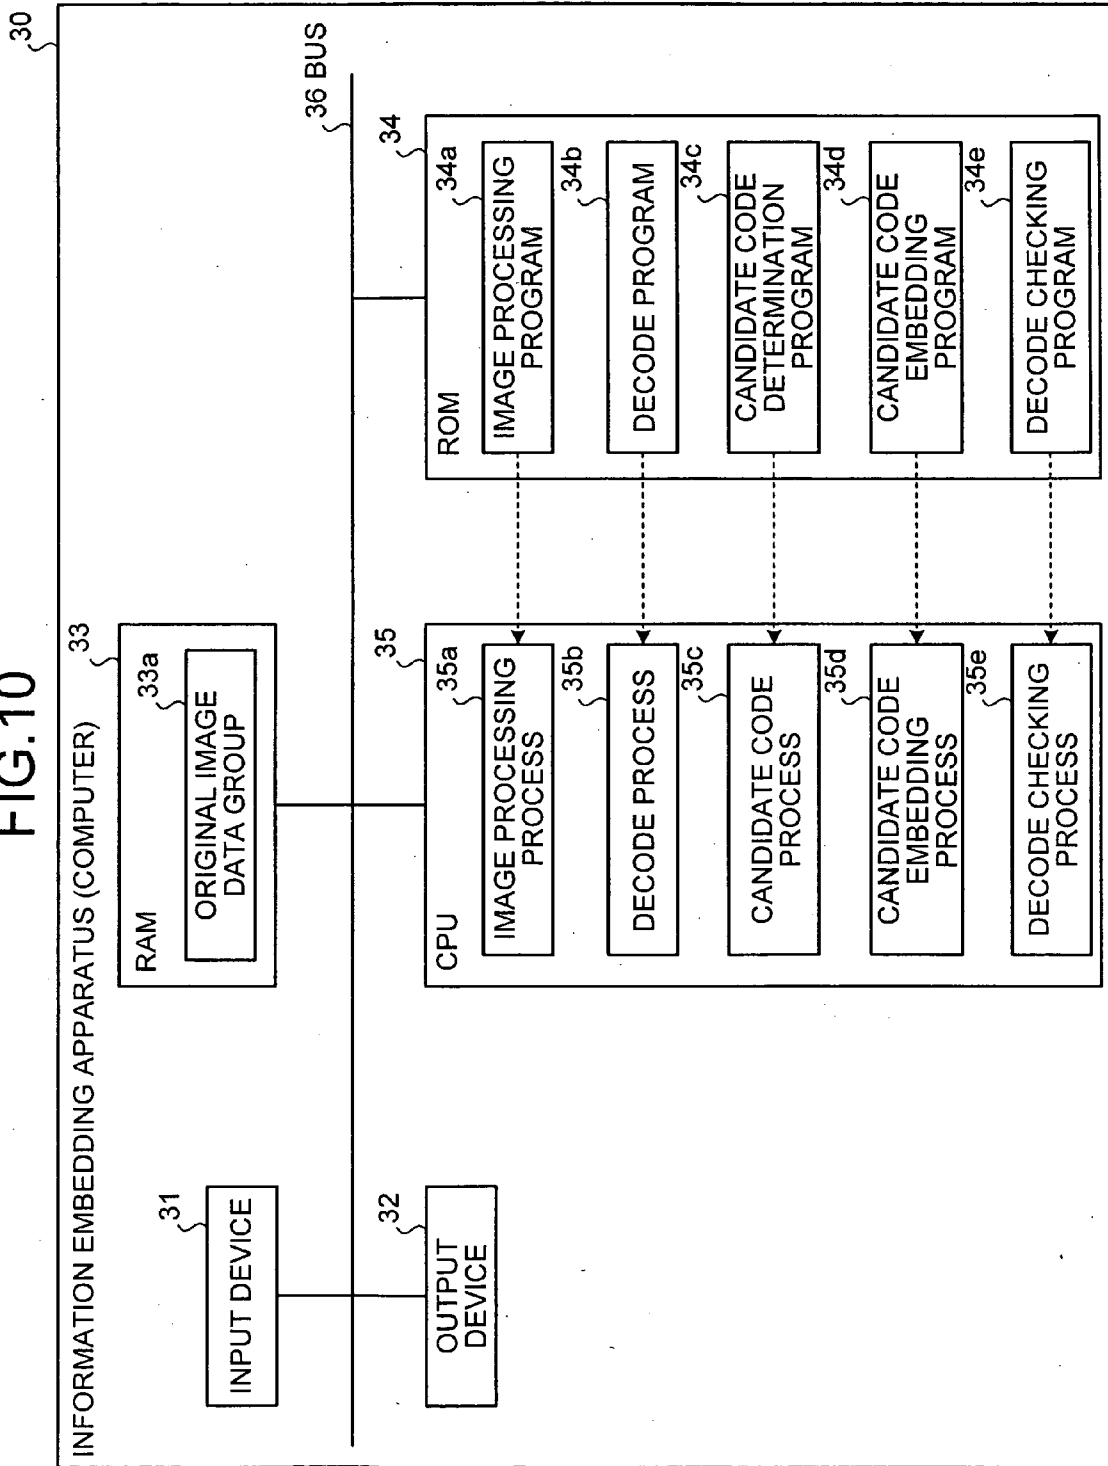 FIG.10
30
INFORMATION EMBEDDING APPARATUS (COMPUTER)
31
INPUT DEVICE
33
RAM
33a
ORIGINAL IMAGE
DATA GROUP
36 BUS
32
OUTPUT
DEVICE
35
CPU
35a
IMAGE PROCESSING
PROCESS
35b
DECODE PROCESS
35c
CANDIDATE CODE
PROCESS
35d
CANDIDATE CODE
EMBEDDING
PROCESS
35e
DECODE CHECKING
PROCESS
34
ROM
34a
IMAGE PROCESSING
PROGRAM
34b
DECODE PROGRAM
34c
CANDIDATE CODE
DETERMINATION
PROGRAM
34d
CANDIDATE CODE
EMBEDDING
PROGRAM
34e
DECODE CHECKING
PROGRAM